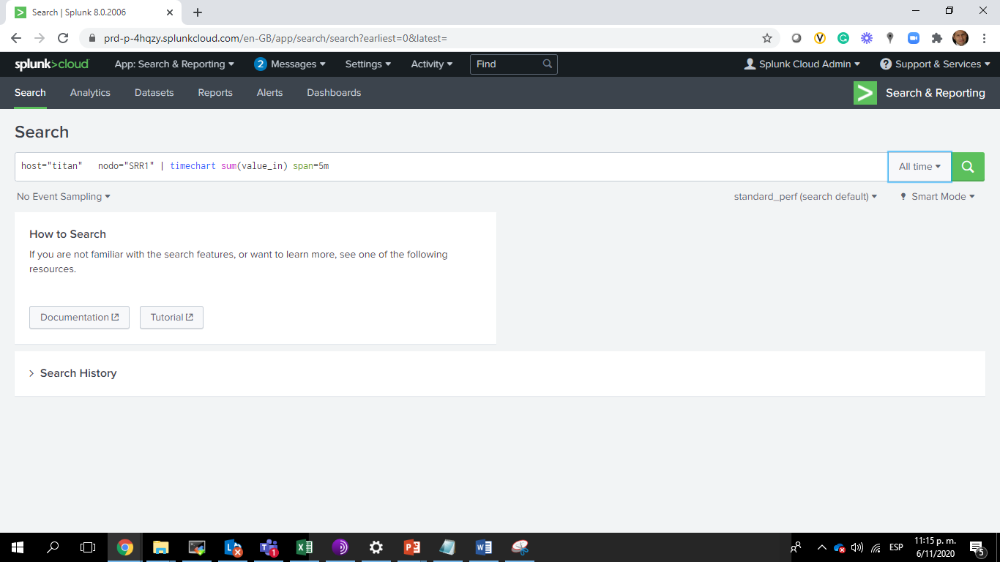 Search | Splunk 8.0.2006
prd-p-4hqzy.splunkcloud.com/en-GB/app/search/search?earliest=0&latest=
splunk>cloud App: Search & Reporting 2 Messages Settings Activity Find Splunk Cloud Admin ? Support & Services
Search Analytics Datasets Reports Alerts Dashboards > Search & Reporting
Search
host="titan" nodo="SRR1" | timechart sum(value_in) span=5m All time
No Event Sampling standard_perf (search default) Smart Mode
How to Search
If you are not familiar with the search features, or want to learn more, see one of the following
resources.
Documentation Tutorial
> Search History
ESP 11:15 p. m.
6/11/2020 5